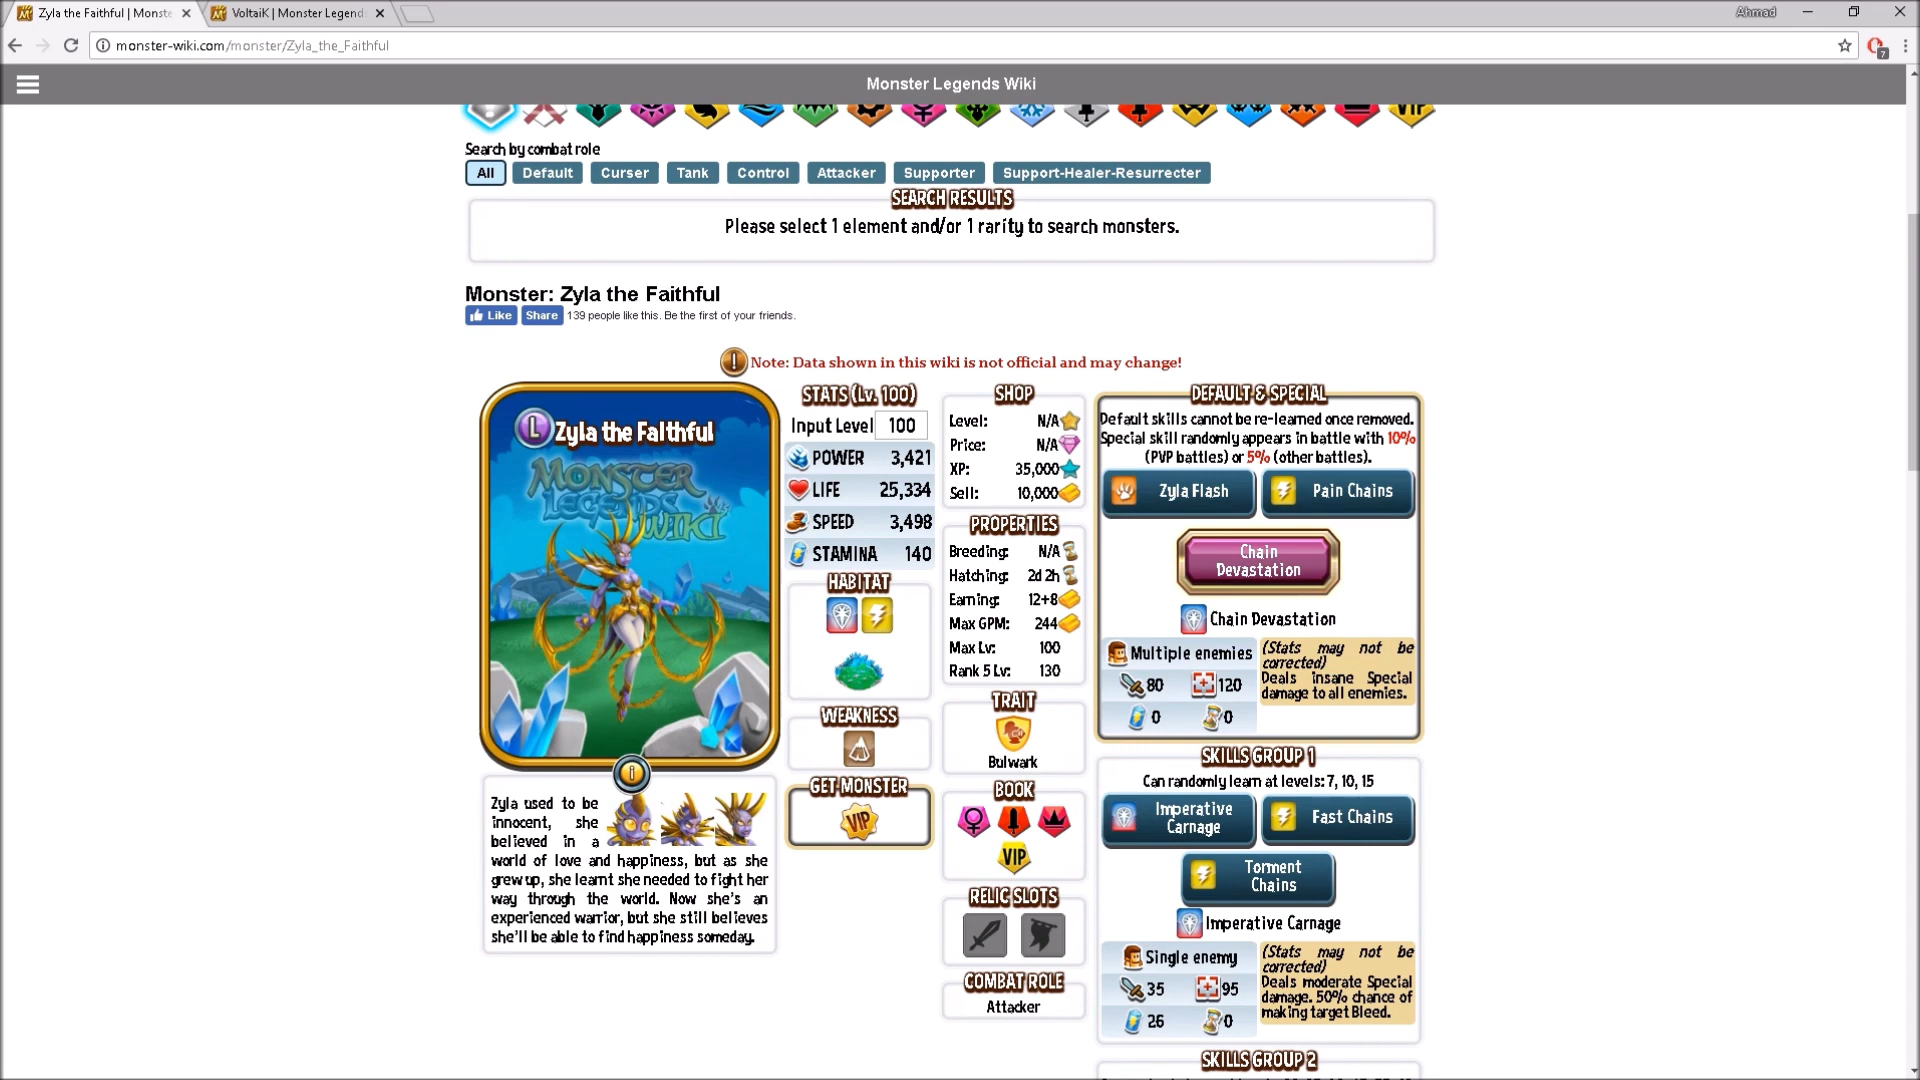 Zyla the Faithful | Monste
VoltaiK | Monster Legend
Ahmad
monster-wiki.com/monster/Zyla_the_Faithful
7
Monster Legends Wiki
VIP
Search by combat role
All Default Curser Tank Control Attacker Supporter Support-Healer-Resurrecter
SEARCH RESULTS
Please select 1 element and/or 1 rarity to search monsters.
Monster: Zyla the Faithful
Like Share 139 people like this. Be the first of your friends.
Note: Data shown in this wiki is not official and may change!
L Zyla the Faithful
MONSTER
LEGENDS
WIKI
Zyla used to be
innocent, she
believed in a
world of love and happiness, but as she
grew up, she learnt she needed to fight her
way through the world. Now she's an
experienced warrior, but she still believes
she'll be able to find happiness someday.
STATS (Lv. 100)
Input Level 100
POWER 3,421
LIFE 25,334
SPEED 3,498
STAMINA 140
HABITAT
WEAKNESS
GET MONSTER
VIP
SHOP
Level: N/A
Price: N/A
XP: 35,000
Sell: 10,000
PROPERTIES
Breeding: N/A
Hatching: 2d 2h
Earning: 12+8
Max GPM: 244
Max Lv: 100
Rank 5 Lv: 130
TRAIT
Bulwark
BOOK
VIP
RELIC SLOTS
COMBAT ROLE
Attacker
DEFAULT & SPECIAL
Default skills cannot be re-learned once removed.
Special skill randomly appears in battle with 10%
(PVP battles) or 5% (other battles).
Zyla Flash Pain Chains
Chain
Devastation
Chain Devastation
Multiple enemies
80 120
0 0
(Stats may not be
corrected)
Deals insane Special
damage to all enemies.
SKILLS GROUP 1
Can randomly learn at levels: 7, 10, 15
Imperative
Carnage
Fast Chains
Torment
Chains
Imperative Carnage
Single enemy
35 95
26 0
(Stats may not be
corrected)
Deals moderate Special
damage. 50% chance of
making target Bleed.
SKILLS GROUP 2